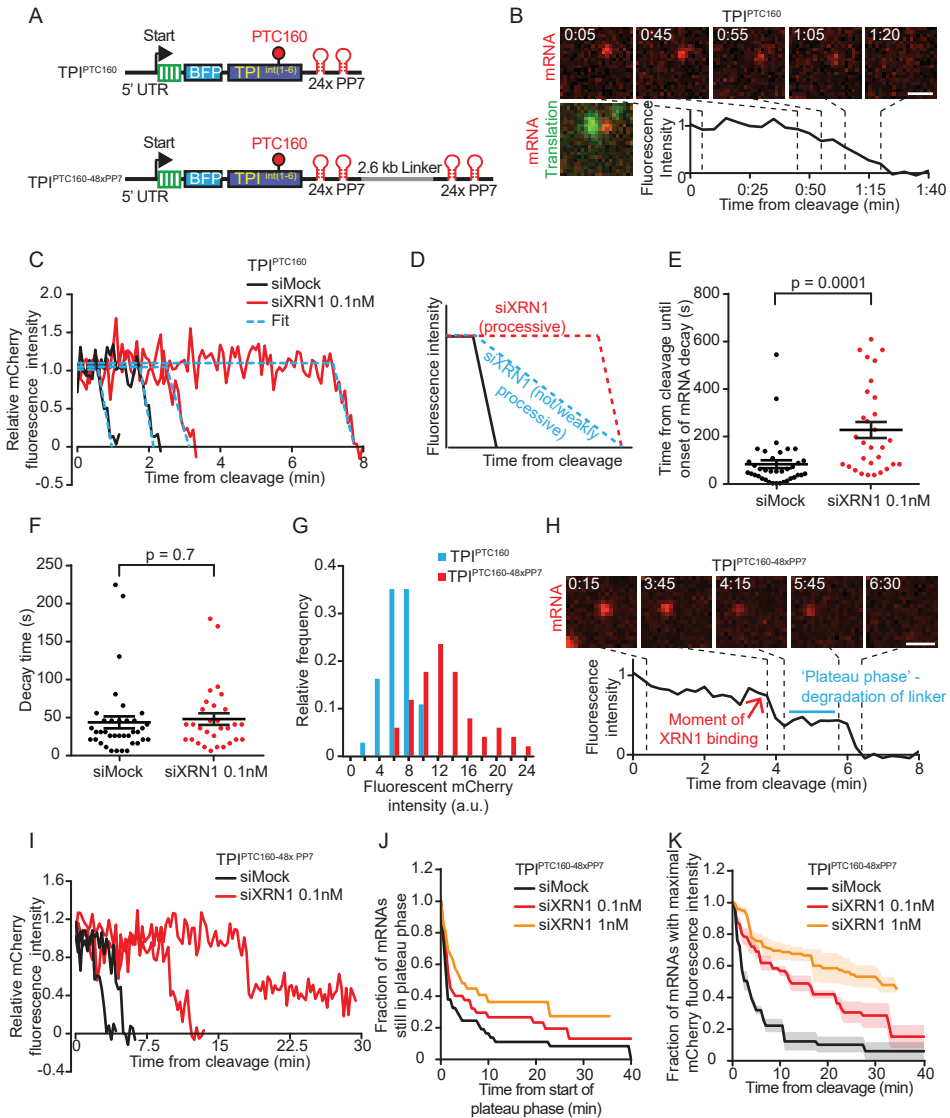 A
Start
PTC160
TPI^PTC160
BFP
TPI int(1-6)
5' UTR
24x PP7
Start
PTC160
2.6 kb Linker
TPI^PTC160-48xPP7
BFP
TPI int(1-6)
5' UTR
24x PP7
24x PP7
B
TPI^PTC160
mRNA
0:05
0:45
0:55
1:05
1:20
mRNA
Translation
Fluorescence
Intensity
1
0
0
0:25
0:50
1:15
1:40
Time from cleavage (min)
C
TPI^PTC160
siMock
siXRN1 0.1nM
Fit
Relative mCherry
fluorescence intensity
2.0
1.5
1.0
0.5
0
-0.5
0
2
4
6
8
Time from cleavage (min)
D
Fluorescence intensity
siXRN1
(processive)
siXRN1 (not/weakly
processive)
Time from cleavage
E
p = 0.0001
Time from cleavage until
onset of mRNA decay (s)
800
600
400
200
0
siMock
siXRN1 0.1nM
F
p = 0.7
Decay time (s)
250
200
150
100
50
0
siMock
siXRN1 0.1nM
G
TPI^PTC160
TPI^PTC160-48xPP7
Relative frequency
0.4
0.3
0.2
0.1
0
0
4
8
12
16
20
24
Fluorescent mCherry
intensity (a.u.)
H
TPI^PTC160-48xPP7
mRNA
0:15
3:45
4:15
5:45
6:30
Fluorescence
intensity
1
0
'Plateau phase' -
degradation of linker
Moment of
XRN1 binding
0
2
4
6
8
Time from cleavage (min)
I
TPI^PTC160-48x PP7
siMock
siXRN1 0.1nM
Relative mCherry
fluorescence intensity
1.6
1.2
0.8
0.4
0
-0.4
0
7
15
22.5
30
Time from cleavage (min)
J
TPI^PTC160-48xPP7
siMock
siXRN1 0.1nM
siXRN1 1nM
Fraction of mRNAs
still in plateau phase
1.2
1
0.8
0.6
0.4
0.2
0
0
10
20
30
40
Time from start of
plateau phase (min)
K
TPI^PTC160-48xPP7
siMock
siXRN1 0.1nM
siXRN1 1nM
Fraction of mRNAs with maximal
mCherry fluorescence intensity
1.2
1
0.8
0.6
0.4
0.2
0
0
10
20
30
40
Time from cleavage (min)